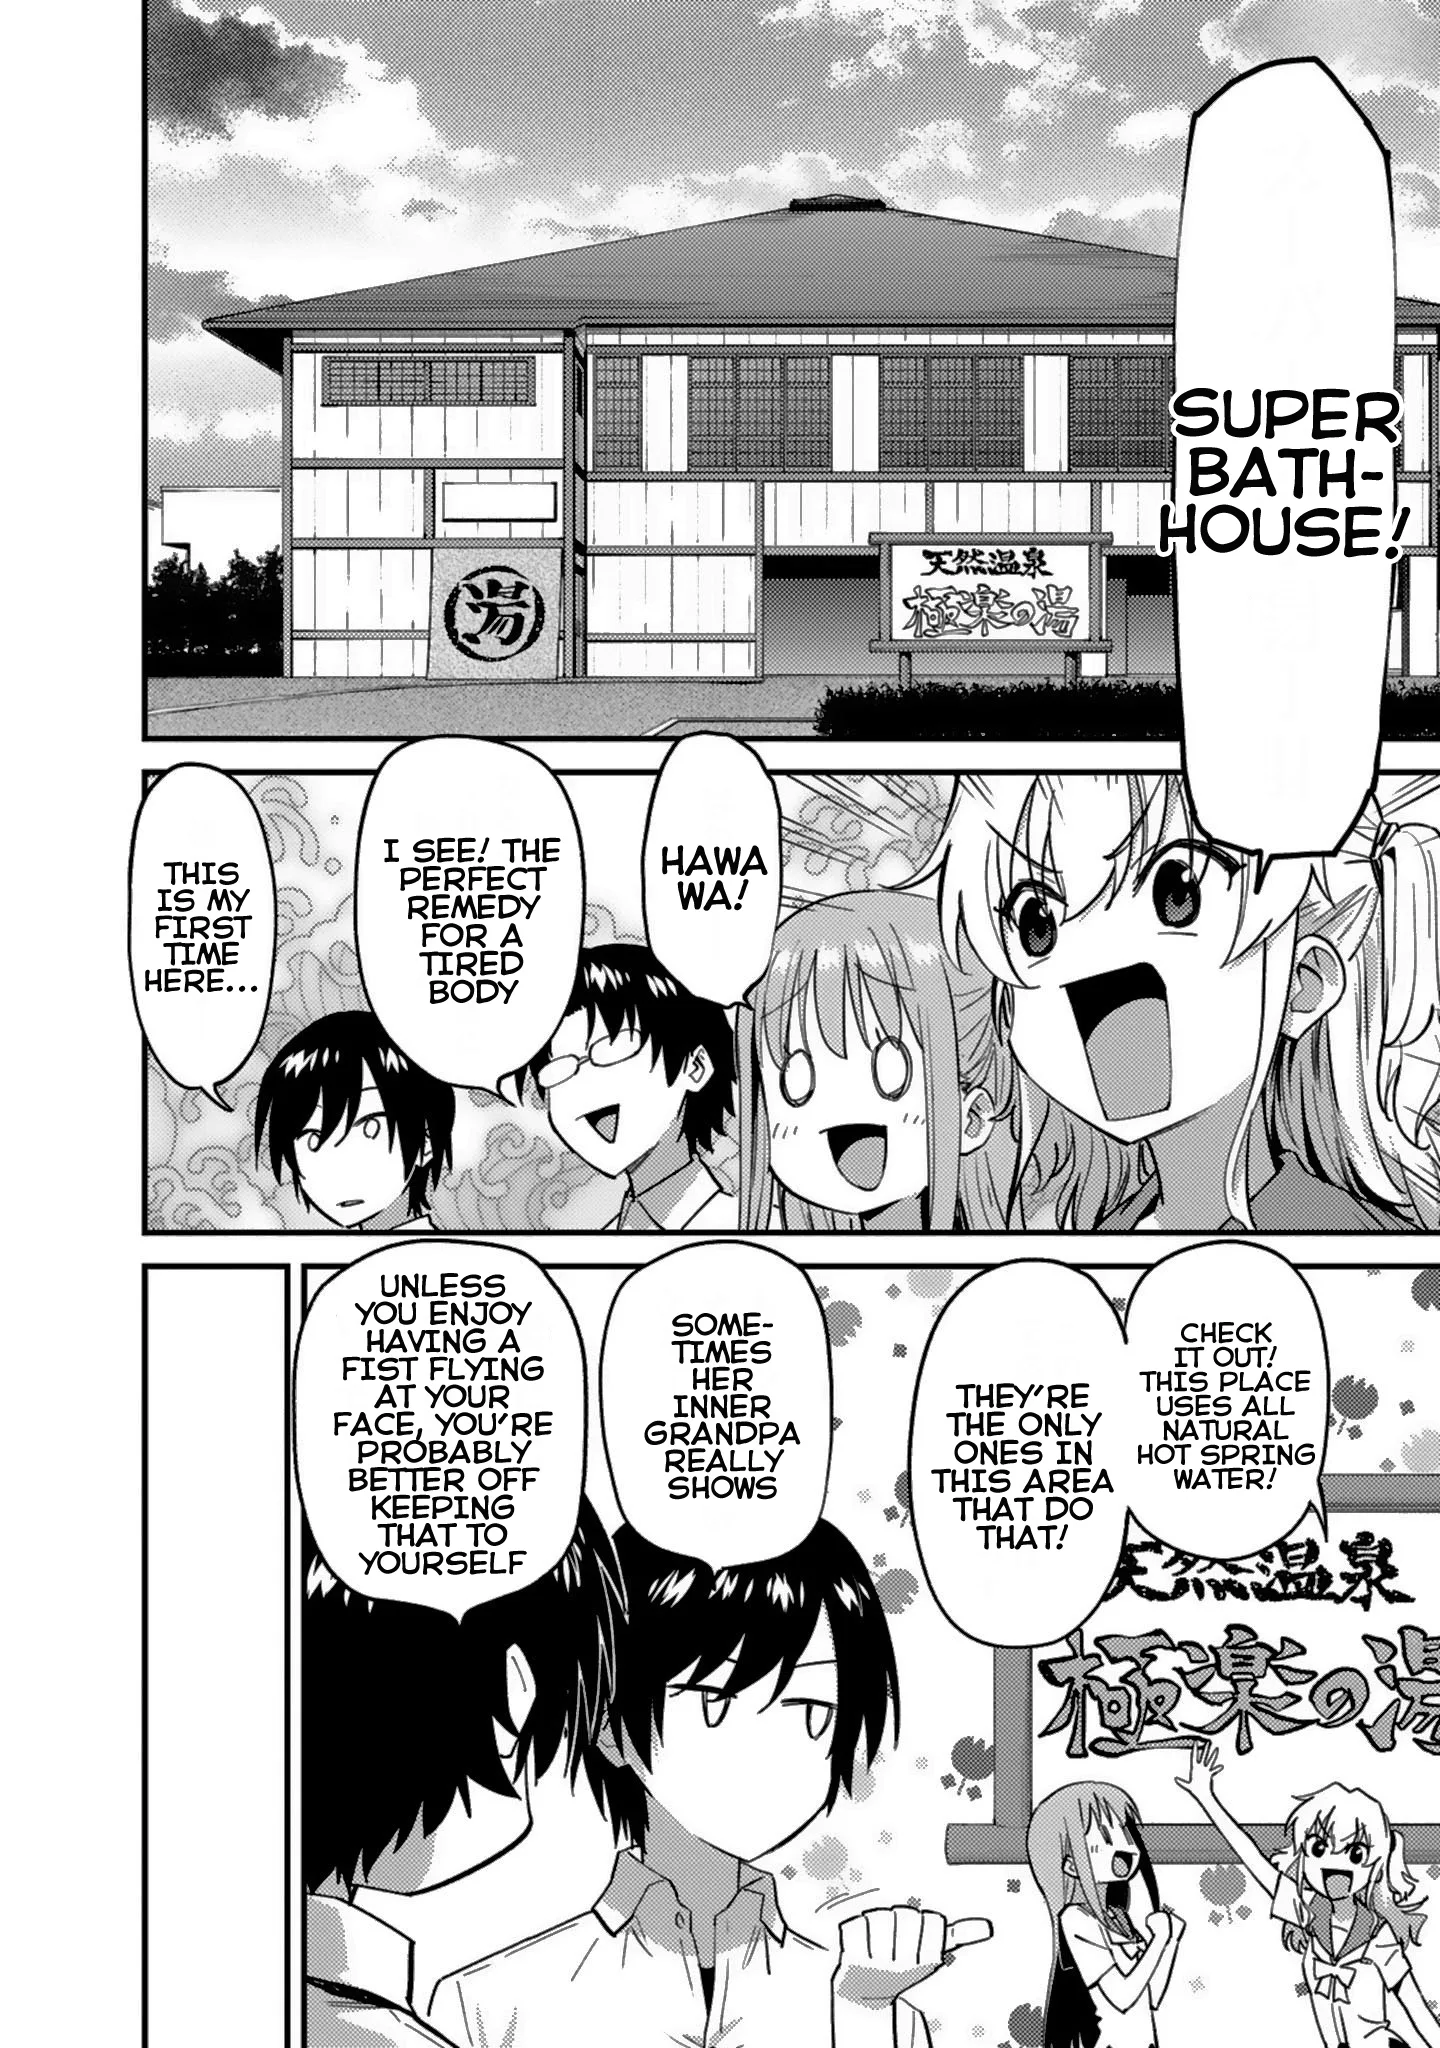 SUPER
BATH-
HOUSE!
天然温泉
極楽の湯
湯
HAWA
WA!
I SEE! THE
PERFECT
REMEDY
FOR A
TIRED
BODY
THIS
IS MY
FIRST
TIME
HERE...
CHECK
IT OUT!
THIS PLACE
USES ALL
NATURAL
HOT SPRING
WATER!
THEY'RE
THE ONLY
ONES IN
THIS AREA
THAT DO
THAT!
天然温泉
極楽の湯
SOME-
TIMES
HER
INNER
GRANDPA
REALLY
SHOWS
UNLESS
YOU ENJOY
HAVING A
FIST FLYING
AT YOUR
FACE, YOU'RE
PROBABLY
BETTER OFF
KEEPING
THAT TO
YOURSELF